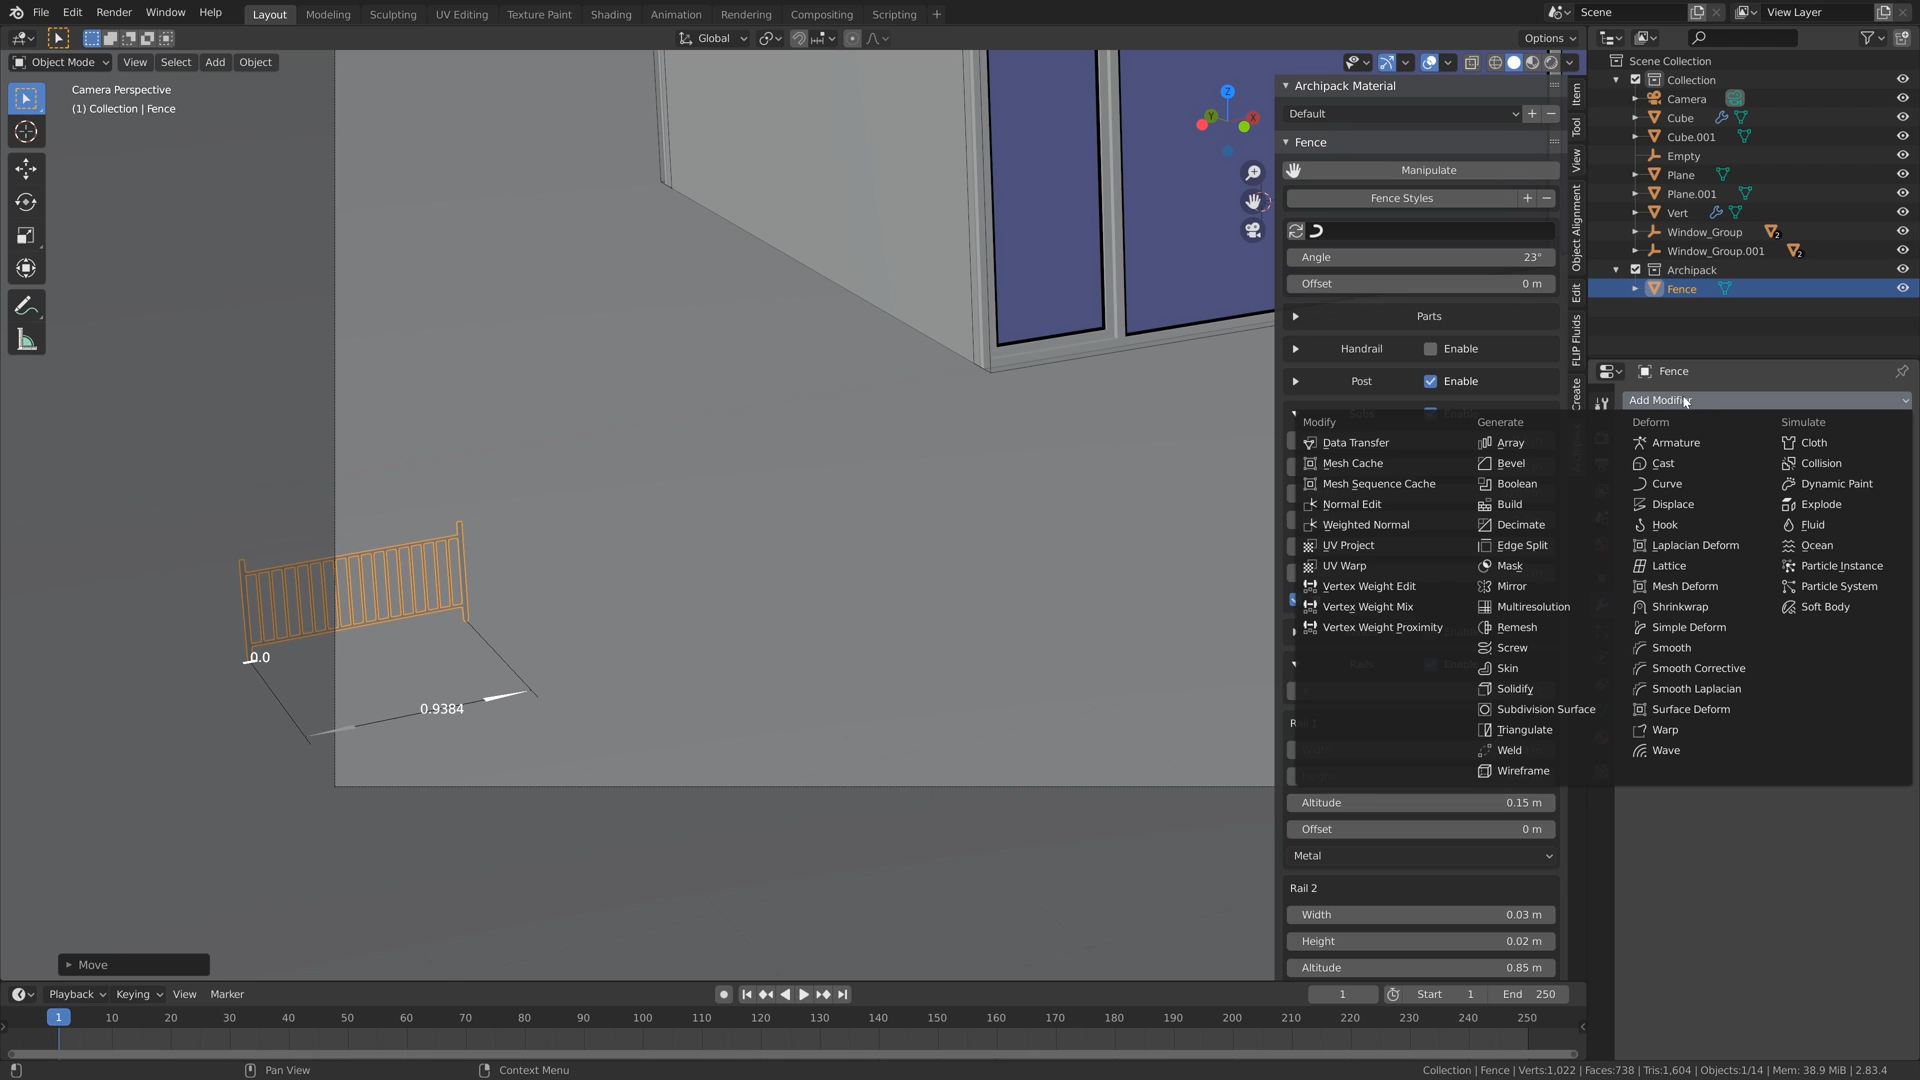 File Edit Render Window Help Layout Modeling Sculpting UV Editing Texture Paint Shading Animation Rendering Compositing Scripting + Scene View Layer
Global Options
Object Mode View Select Add Object
Camera Perspective
(1) Collection | Fence
Z
Y
X
0.0
0.9384
Move
Archipack Material
Default
Fence
Manipulate
Fence Styles
Angle 23°
Offset 0 m
Parts
Handrail Enable
Post Enable
Subs Enable
Altitude 0.15 m
Offset 0 m
Metal
Rail 2
Width 0.03 m
Height 0.02 m
Altitude 0.85 m
Item
Tool
View
Object Alignment
Edit
FLIP Fluids
Create
Scene Collection
Collection
Camera
Cube
Cube.001
Empty
Plane
Plane.001
Vert
Window_Group 2
Window_Group.001 2
Archipack
Fence
Fence
Add Modifier
Modify
Data Transfer
Mesh Cache
Mesh Sequence Cache
Normal Edit
Weighted Normal
UV Project
UV Warp
Vertex Weight Edit
Vertex Weight Mix
Vertex Weight Proximity
Generate
Array
Bevel
Boolean
Build
Decimate
Edge Split
Mask
Mirror
Multiresolution
Remesh
Screw
Skin
Solidify
Subdivision Surface
Triangulate
Weld
Wireframe
Deform
Armature
Cast
Curve
Displace
Hook
Laplacian Deform
Lattice
Mesh Deform
Shrinkwrap
Simple Deform
Smooth
Smooth Corrective
Smooth Laplacian
Surface Deform
Warp
Wave
Simulate
Cloth
Collision
Dynamic Paint
Explode
Fluid
Ocean
Particle Instance
Particle System
Soft Body
Playback Keying View Marker 1 Start 1 End 250
1 10 20 30 40 50 60 70 80 90 100 110 120 130 140 150 160 170 180 190 200 210 220 230 240 250
Pan View Context Menu Collection | Fence | Verts:1,022 | Faces:738 | Tris:1,604 | Objects:1/14 | Mem: 38.9 MiB | 2.83.4